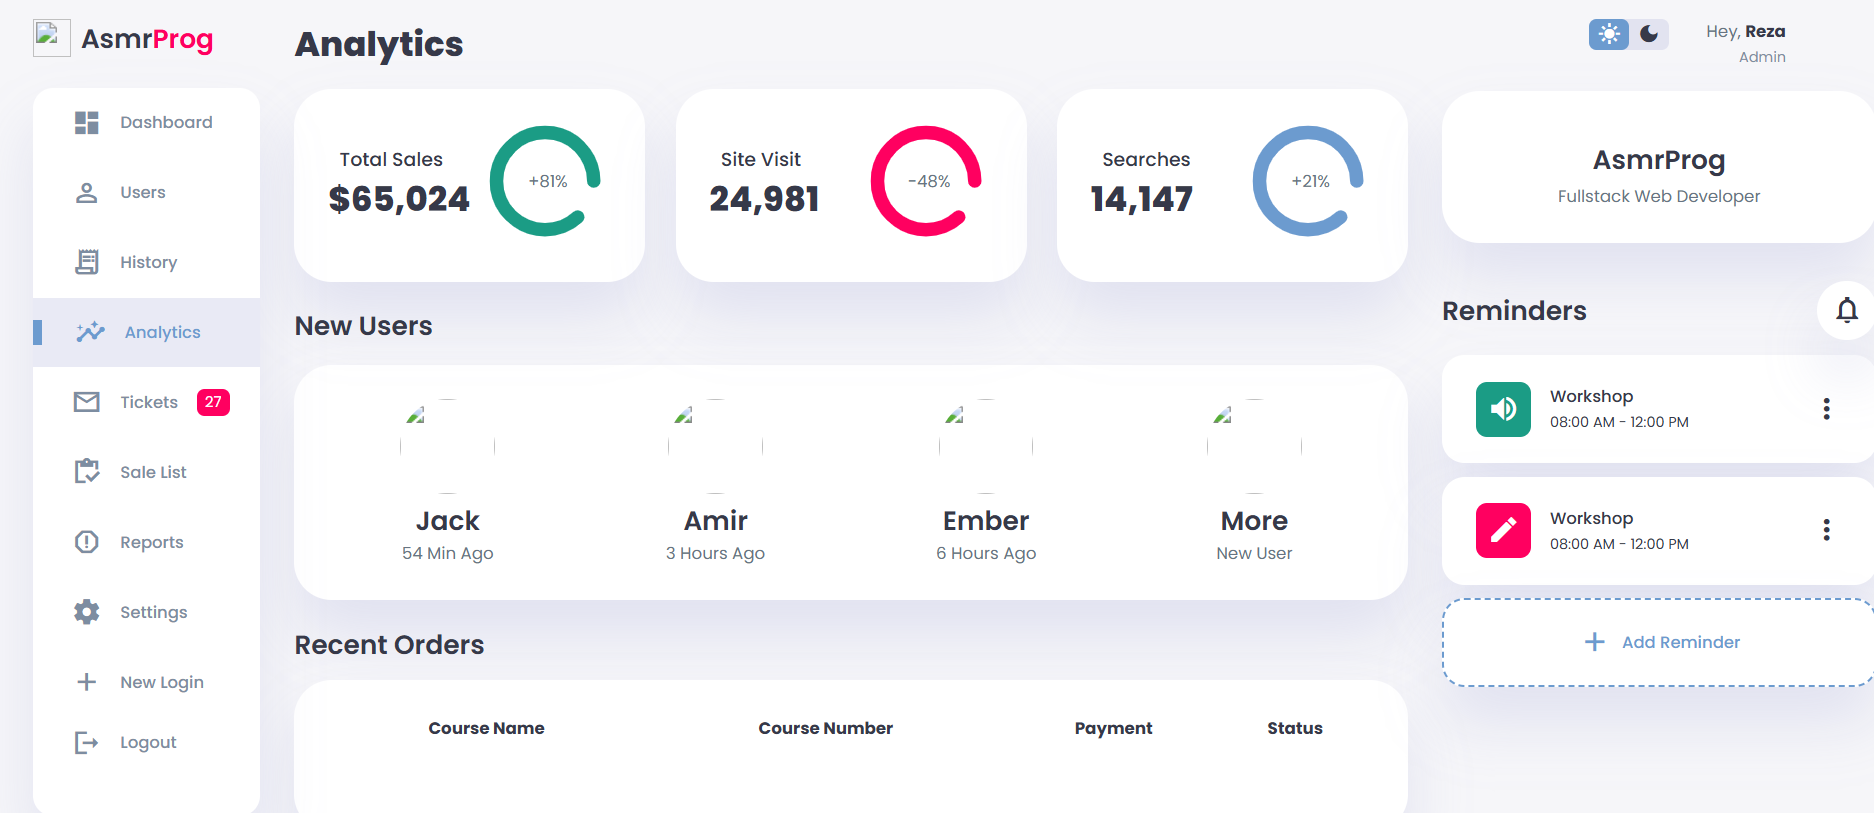 AsmrProg
Dashboard
Users
History
Analytics
Tickets 27
Sale List
Reports
Settings
New Login
Logout
Analytics
Total Sales
$65,024
+81%
Site Visit
24,981
-48%
Searches
14,147
+21%
New Users
Jack
54 Min Ago
Amir
3 Hours Ago
Ember
6 Hours Ago
More
New User
Recent Orders
Course Name Course Number Payment Status
Hey, Reza
Admin
AsmrProg
Fullstack Web Developer
Reminders
Workshop
08:00 AM - 12:00 PM
Workshop
08:00 AM - 12:00 PM
Add Reminder